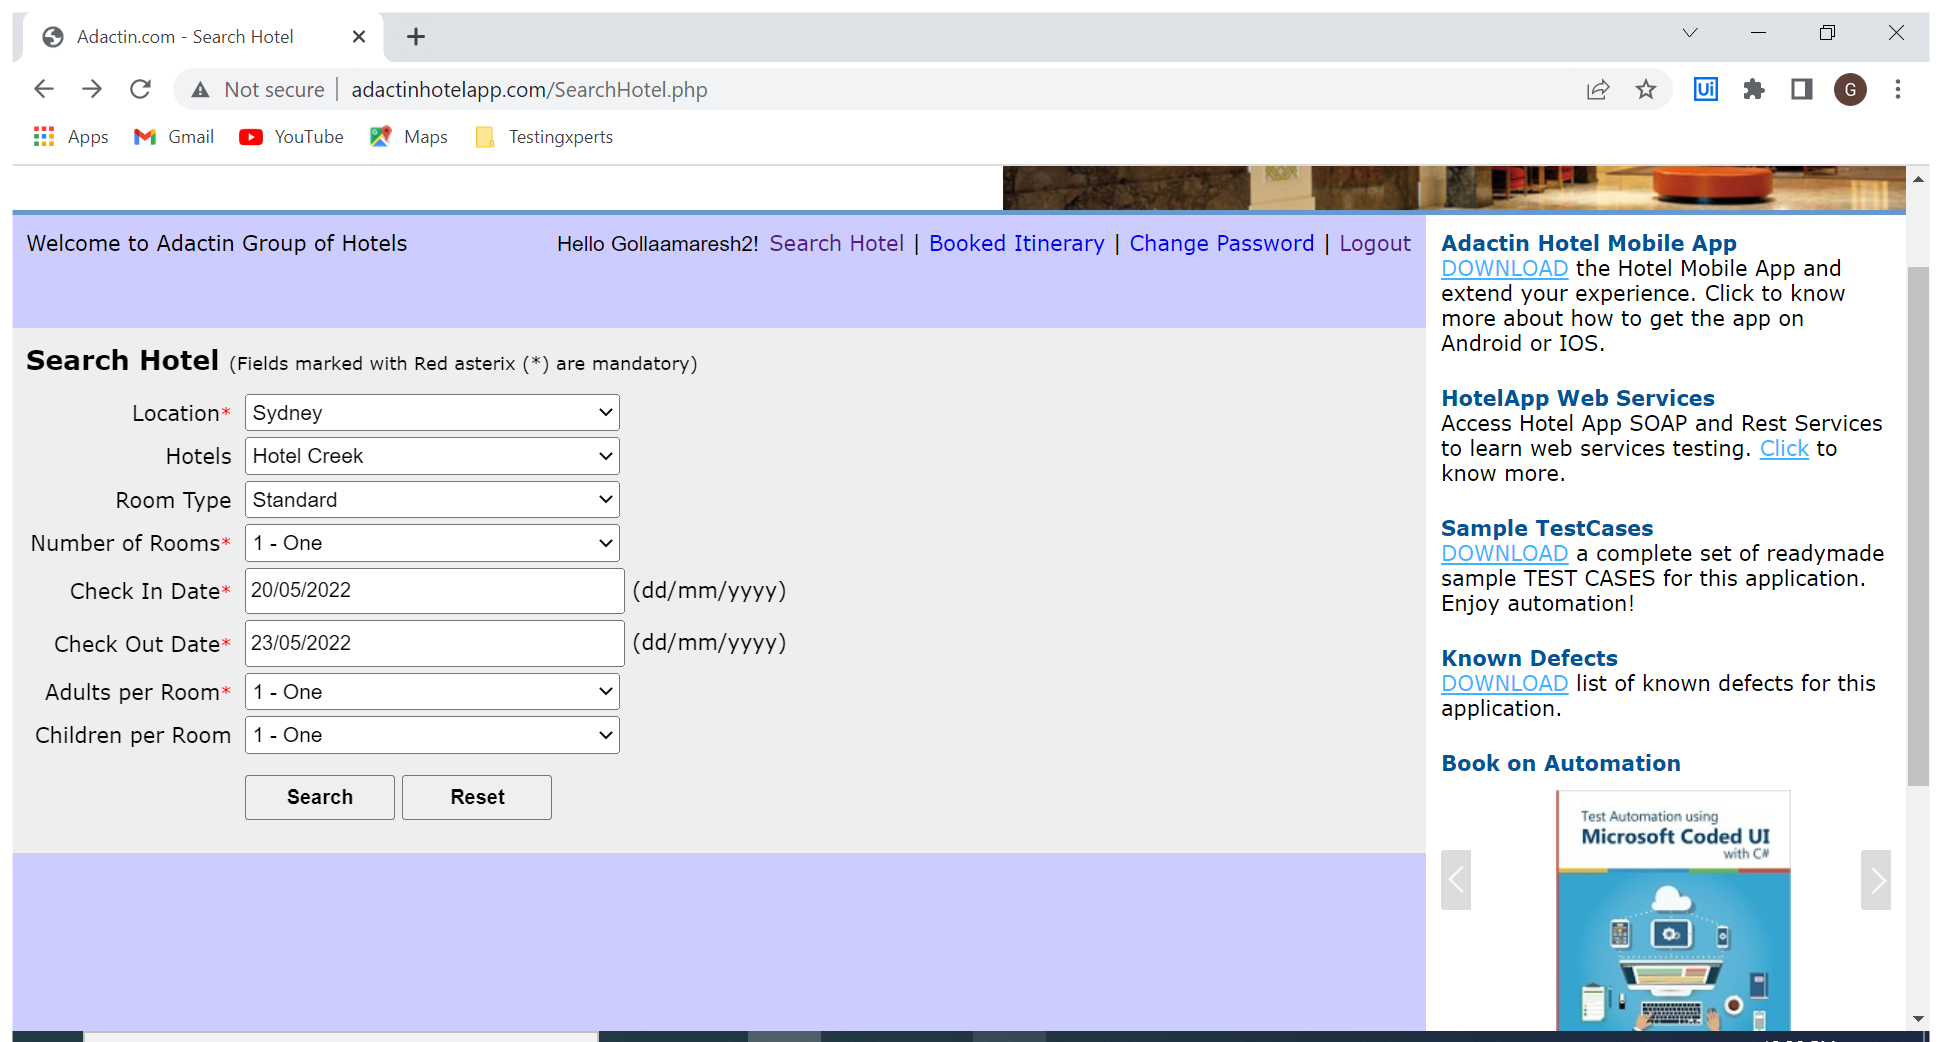 Adactin.com - Search Hotel
Not secure | adactinhotelapp.com/SearchHotel.php
Ui
G
Apps Gmail YouTube Maps Testingxperts
Welcome to Adactin Group of Hotels
Hello Gollaamaresh2! Search Hotel | Booked Itinerary | Change Password | Logout
Search Hotel (Fields marked with Red asterix (*) are mandatory)
Location* Sydney
Hotels Hotel Creek
Room Type Standard
Number of Rooms* 1 - One
Check In Date* 20/05/2022 (dd/mm/yyyy)
Check Out Date* 23/05/2022 (dd/mm/yyyy)
Adults per Room* 1 - One
Children per Room 1 - One
Search Reset
Adactin Hotel Mobile App
DOWNLOAD the Hotel Mobile App and
extend your experience. Click to know
more about how to get the app on
Android or IOS.
HotelApp Web Services
Access Hotel App SOAP and Rest Services
to learn web services testing. Click to
know more.
Sample TestCases
DOWNLOAD a complete set of readymade
sample TEST CASES for this application.
Enjoy automation!
Known Defects
DOWNLOAD list of known defects for this
application.
Book on Automation
Test Automation using
Microsoft Coded UI
with C#